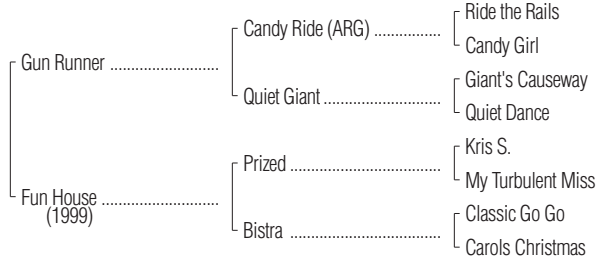 Ride the Rails
Candy Ride (ARG) ................
Candy Girl
Gun Runner ..........................
Giant's Causeway
Quiet Giant ............................
Quiet Dance
Kris S.
Prized ....................................
My Turbulent Miss
Fun House ............................
(1999)
Classic Go Go
Bistra ....................................
Carols Christmas